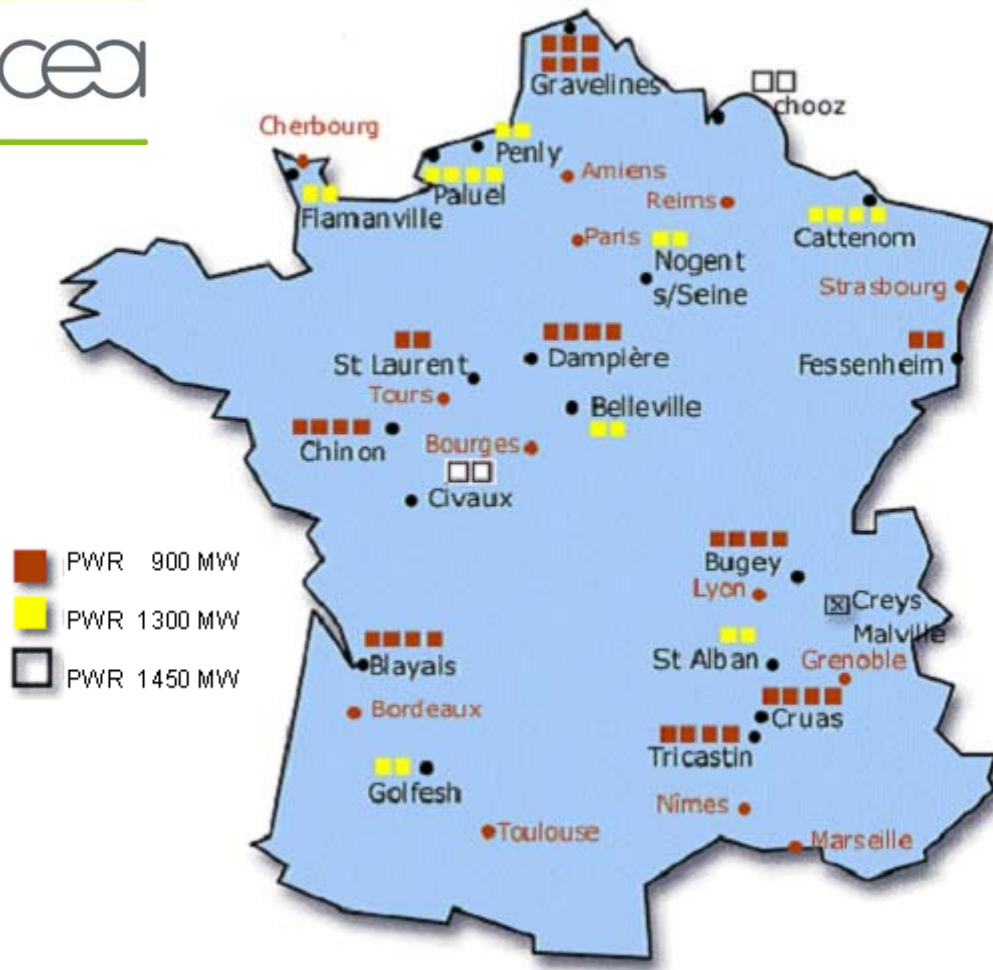 cea
Gravelines
chooz
Cherbourg
Penly
Amiens
Paluel
Flamanville
Reims
Cattenom
Paris
Nogent
s/Seine
Strasbourg
St Laurent
Dampière
Fessenheim
Tours
Belleville
Chinon
Bourges
Civaux
PWR 900 MW
PWR 1300 MW
PWR 1450 MW
Bugey
Lyon
Creys
Malville
Blayais
St Alban
Grenoble
Bordeaux
Cruas
Tricastin
Golfesh
Nîmes
Toulouse
Marseille